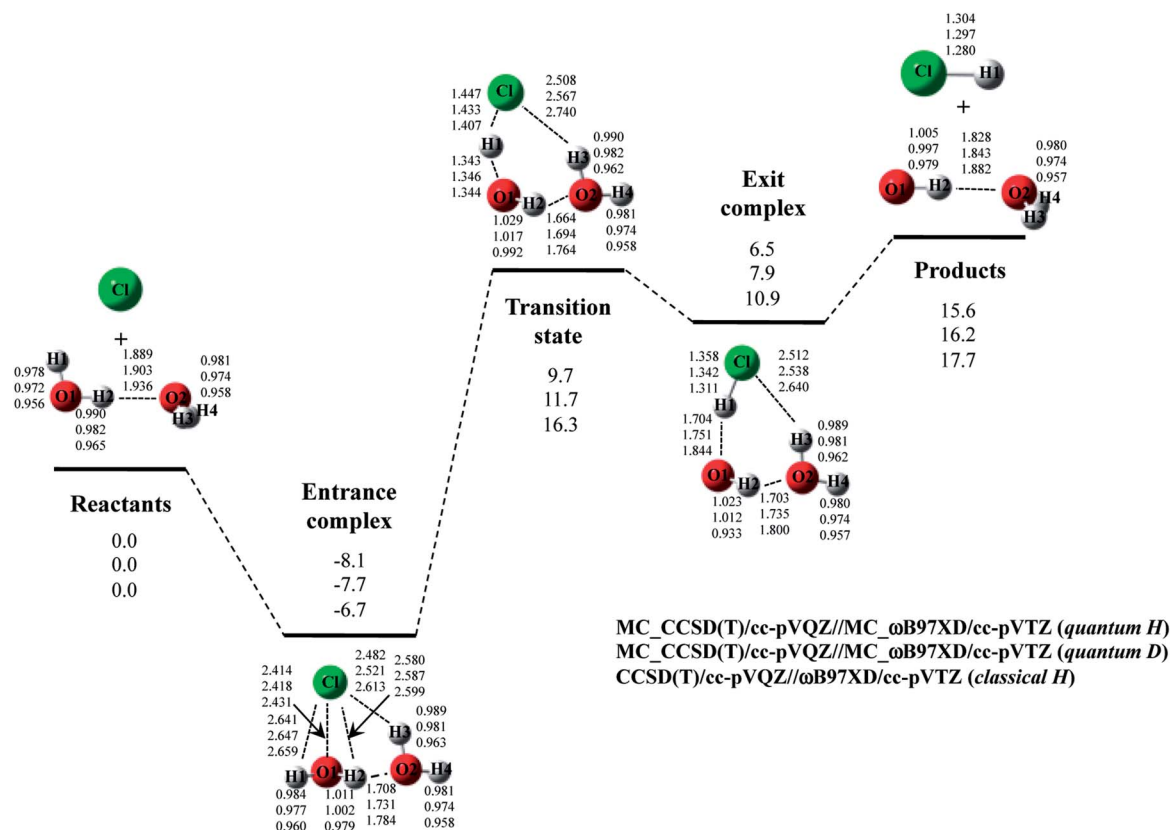 Cl
+
H1
0.978
0.972
0.956
O1
H2
0.990
0.982
0.965
1.889
1.903
1.936
O2
H3
H4
0.981
0.974
0.958
Reactants
0.0
0.0
0.0
Entrance
complex
-8.1
-7.7
-6.7
2.414
2.418
2.431
2.641
2.647
2.659
Cl
2.482
2.521
2.613
2.580
2.587
2.599
0.989
0.981
0.963
H3
H1
O1
H2
O2
H4
0.984
0.977
0.960
1.011
1.002
0.979
1.708
1.731
1.784
0.981
0.974
0.958
Cl
1.447
1.433
1.407
2.508
2.567
2.740
H1
1.343
1.346
1.344
H3
0.990
0.982
0.962
O1
H2
O2
H4
1.029
1.017
0.992
1.664
1.694
1.764
0.981
0.974
0.958
Transition
state
9.7
11.7
16.3
Exit
complex
6.5
7.9
10.9
1.358
1.342
1.311
Cl
2.512
2.538
2.640
H1
1.704
1.751
1.844
H3
0.989
0.981
0.962
O1
H2
O2
H4
1.023
1.012
0.933
1.703
1.735
1.800
0.980
0.974
0.957
1.304
1.297
1.280
Cl
H1
+
1.005
0.997
0.979
1.828
1.843
1.882
0.980
0.974
0.957
O1
H2
O2
H4
H3
Products
15.6
16.2
17.7
MC_CCSD(T)/cc-pVQZ//MC_ωB97XD/cc-pVTZ (quantum H)
MC_CCSD(T)/cc-pVQZ//MC_ωB97XD/cc-pVTZ (quantum D)
CCSD(T)/cc-pVQZ//ωB97XD/cc-pVTZ (classical H)